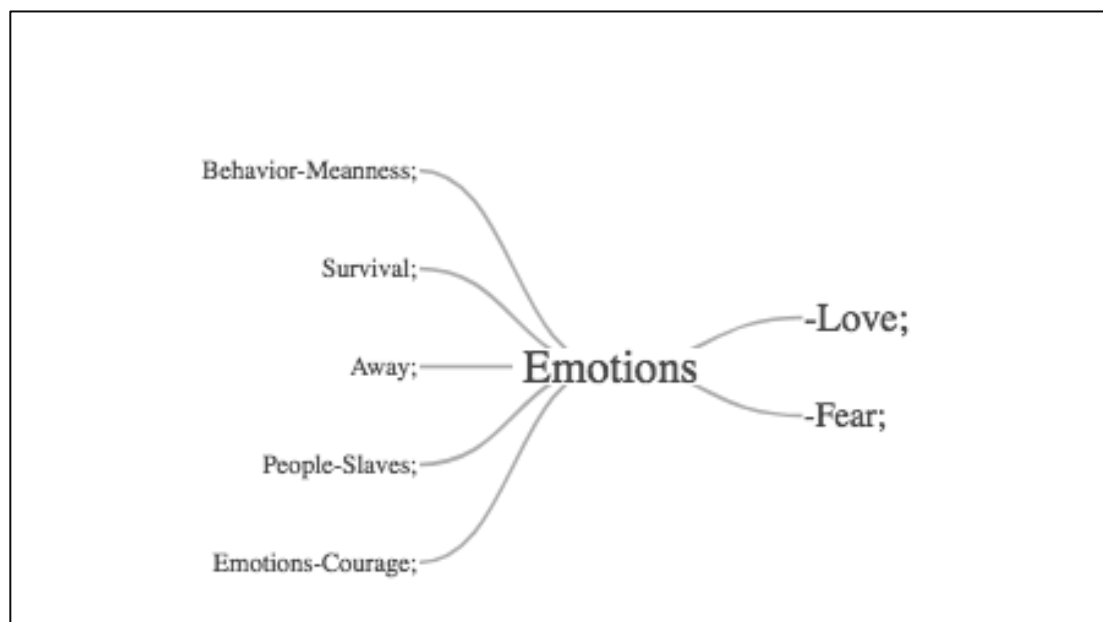 Behavior-Meanness;
Survival;
Away;
People-Slaves;
Emotions-Courage;
Emotions
-Love;
-Fear;